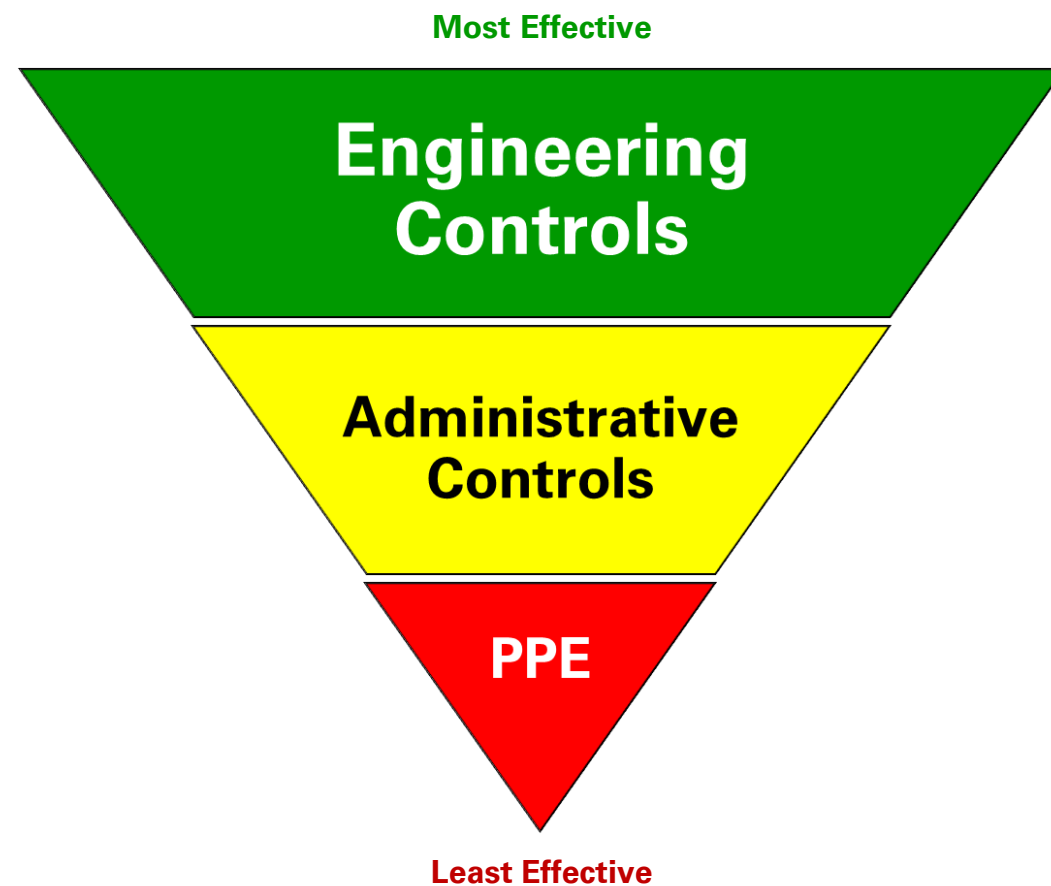 Most Effective
Engineering
Controls
Administrative
Controls
PPE
Least Effective